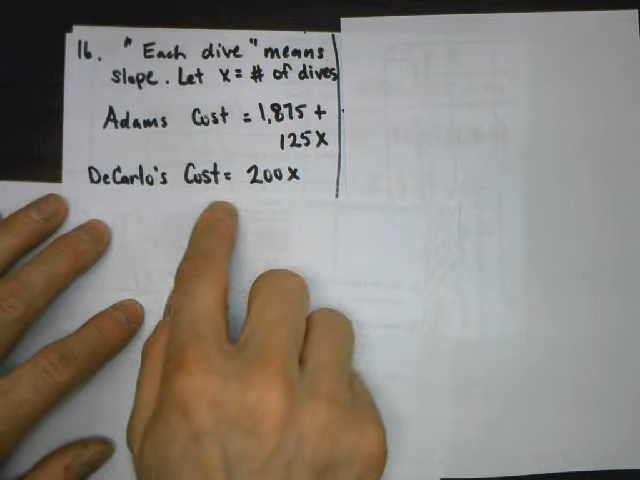 16. "Each dive" means
slope. Let x = # of dives
Adams Cost = 1,875 +
125x
DeCarlo's Cost = 200x